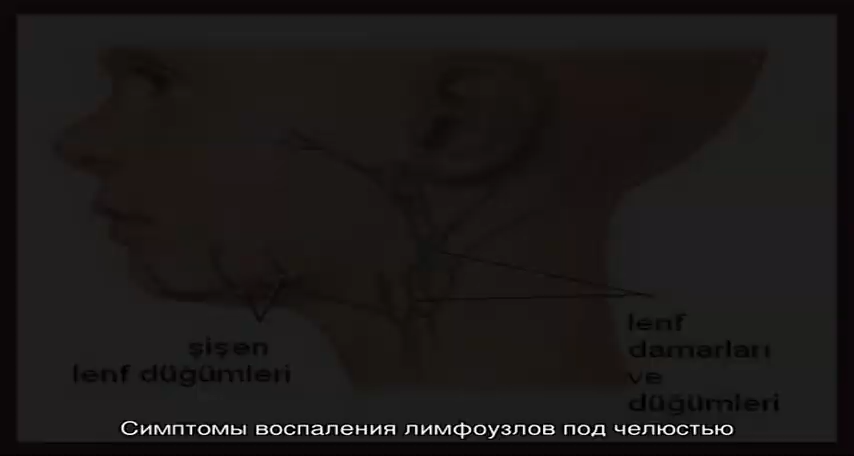 şişen
lenf düğümleri
lenf
damarları
ve
düğümleri
Симптомы воспаления лимфоузлов под челюстью